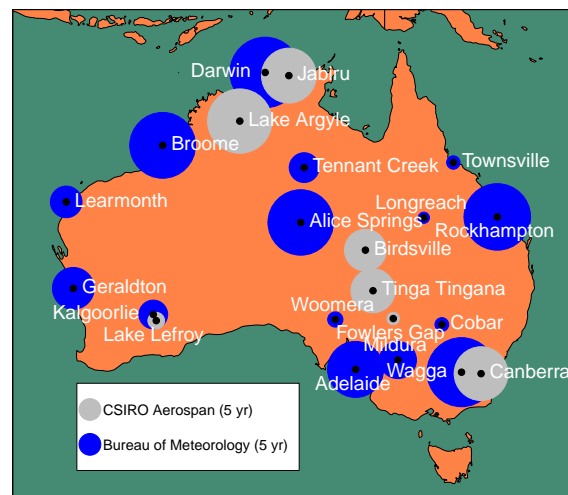 Darwin
Jabiru
Lake Argyle
Broome
Tennant Creek
Townsville
Learmonth
Longreach
Alice Springs
Rockhampton
Birdsville
Geraldton
Tinga Tingana
Kalgoorlie
Woomera
Lake Lefroy
Fowlers Gap
Cobar
Mildura
Wagga
Canberra
Adelaide
CSIRO Aerospan (5 yr)
Bureau of Meteorology (5 yr)